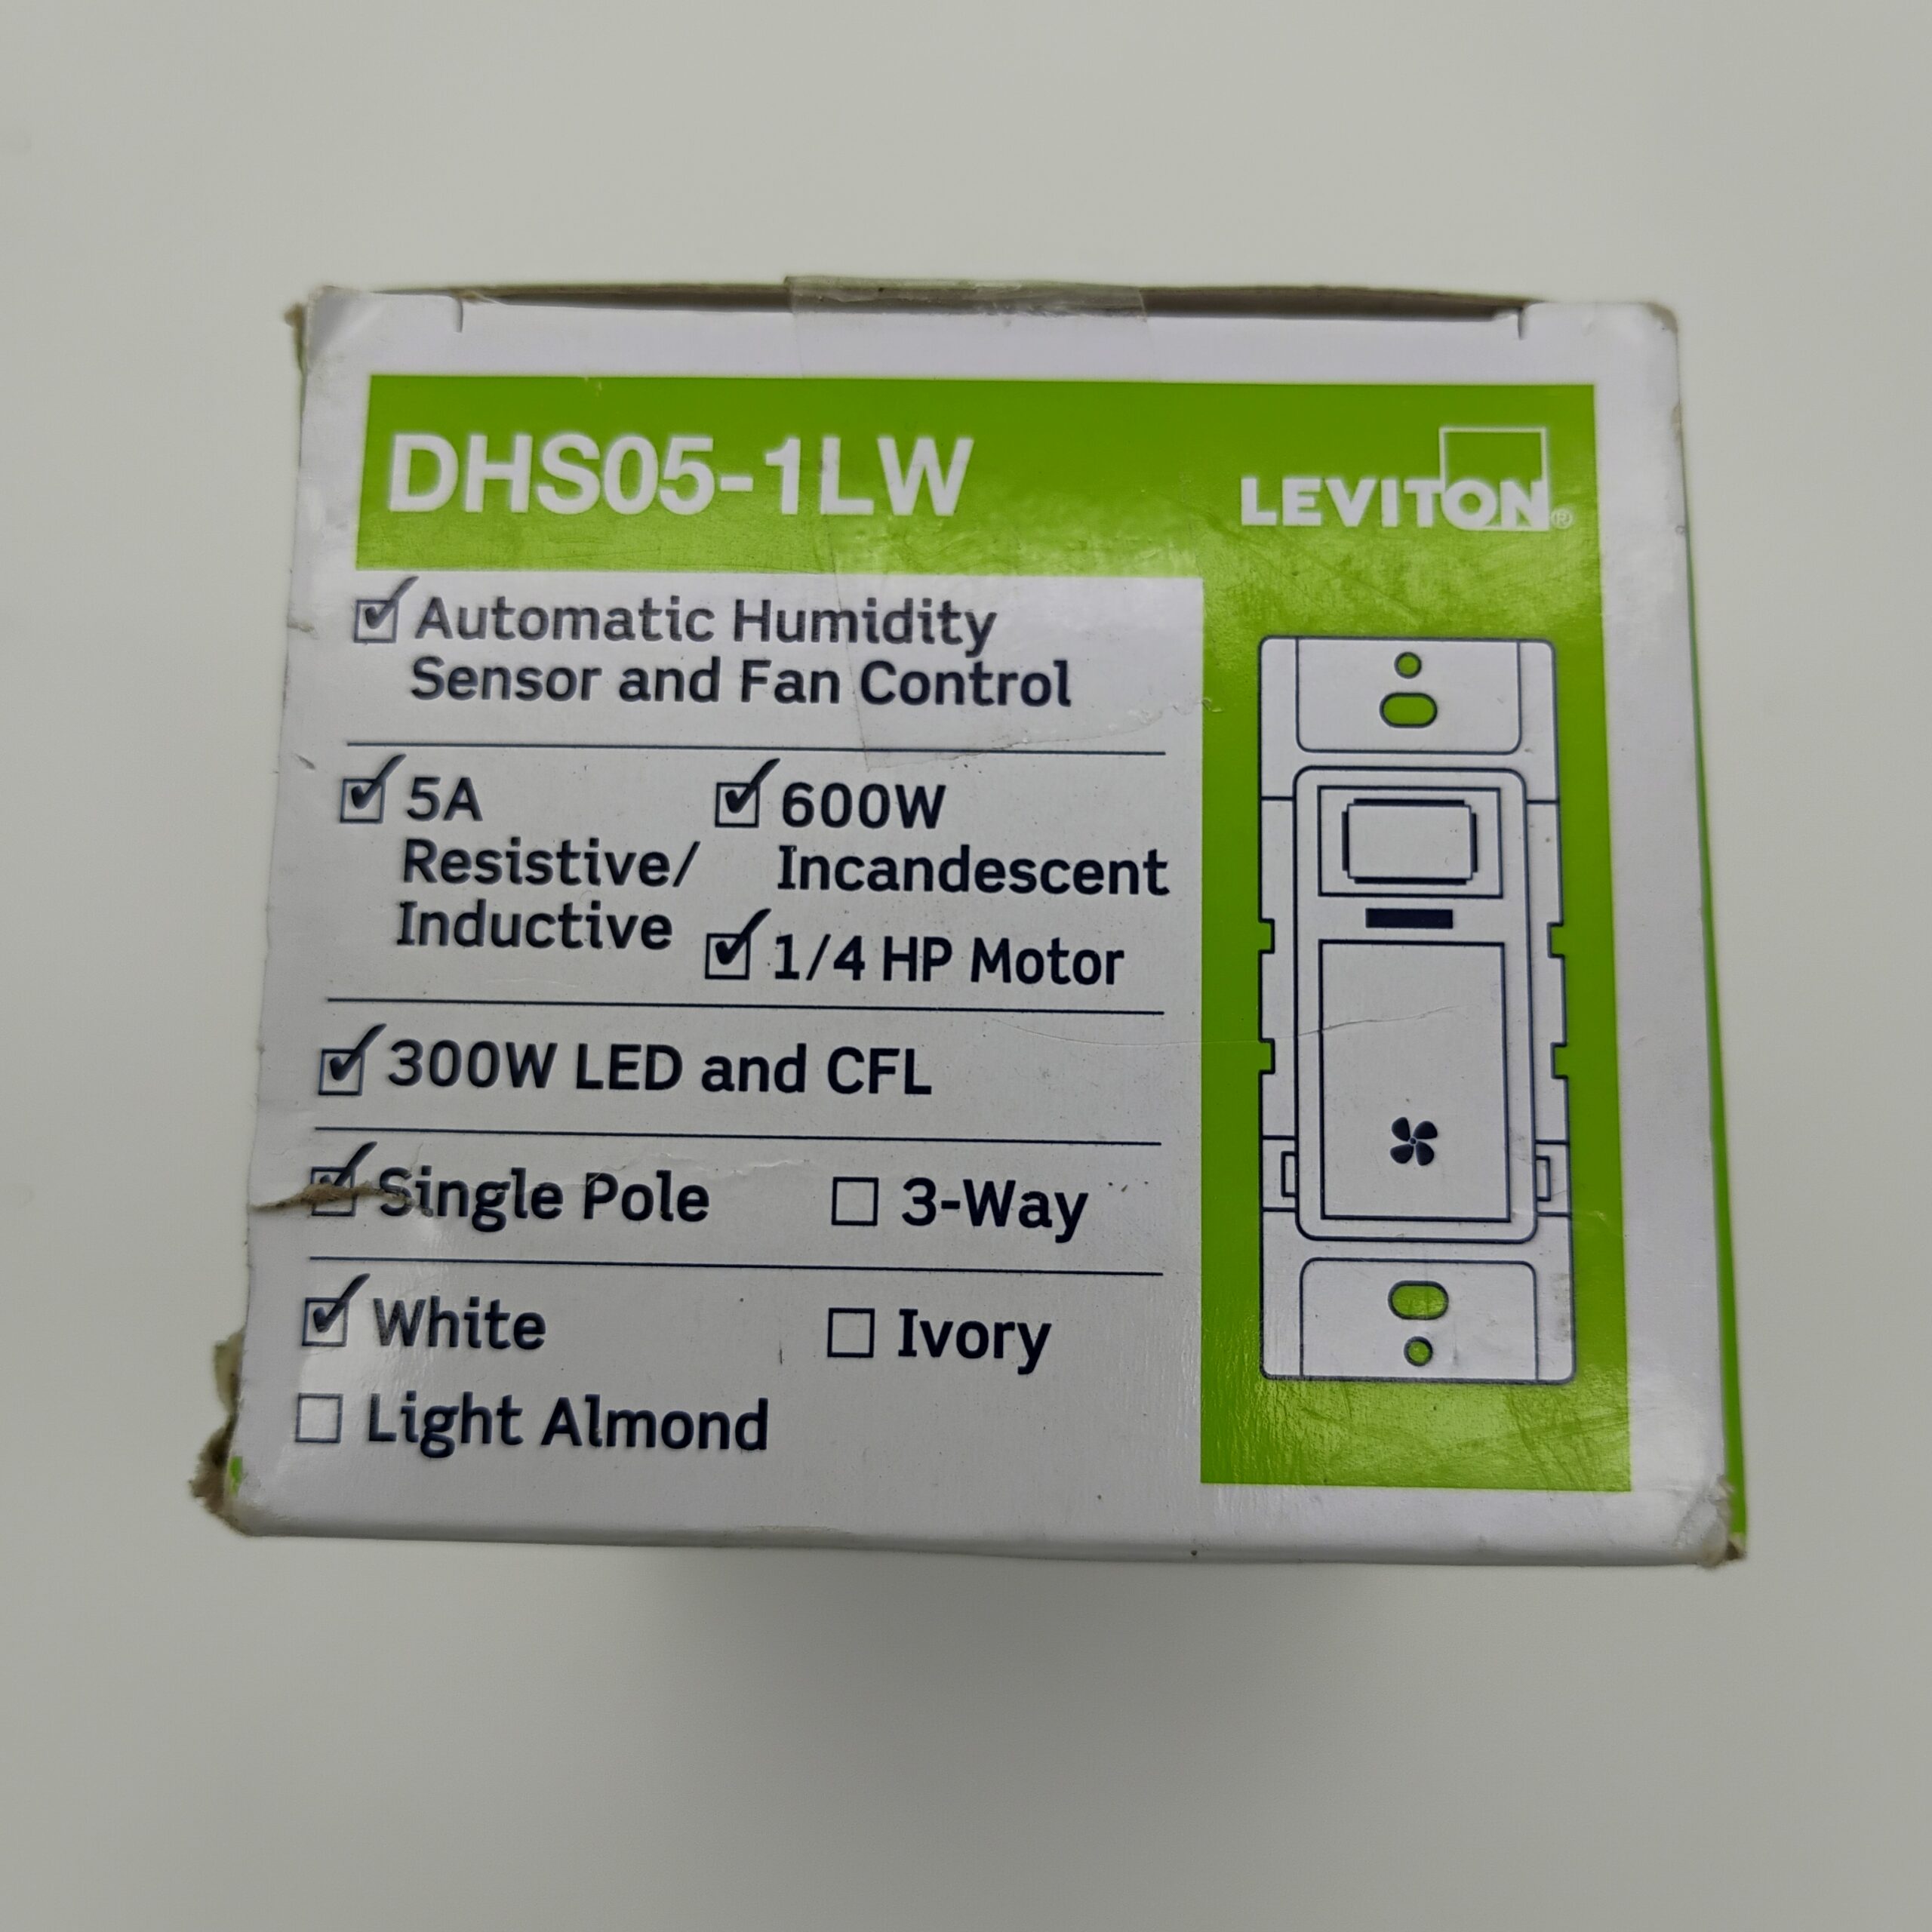 DHS05-1LW
LEVITON®
Automatic Humidity
Sensor and Fan Control
5A
Resistive/
Inductive
600W
Incandescent
1/4 HP Motor
300W LED and CFL
Single Pole
3-Way
White
Ivory
Light Almond